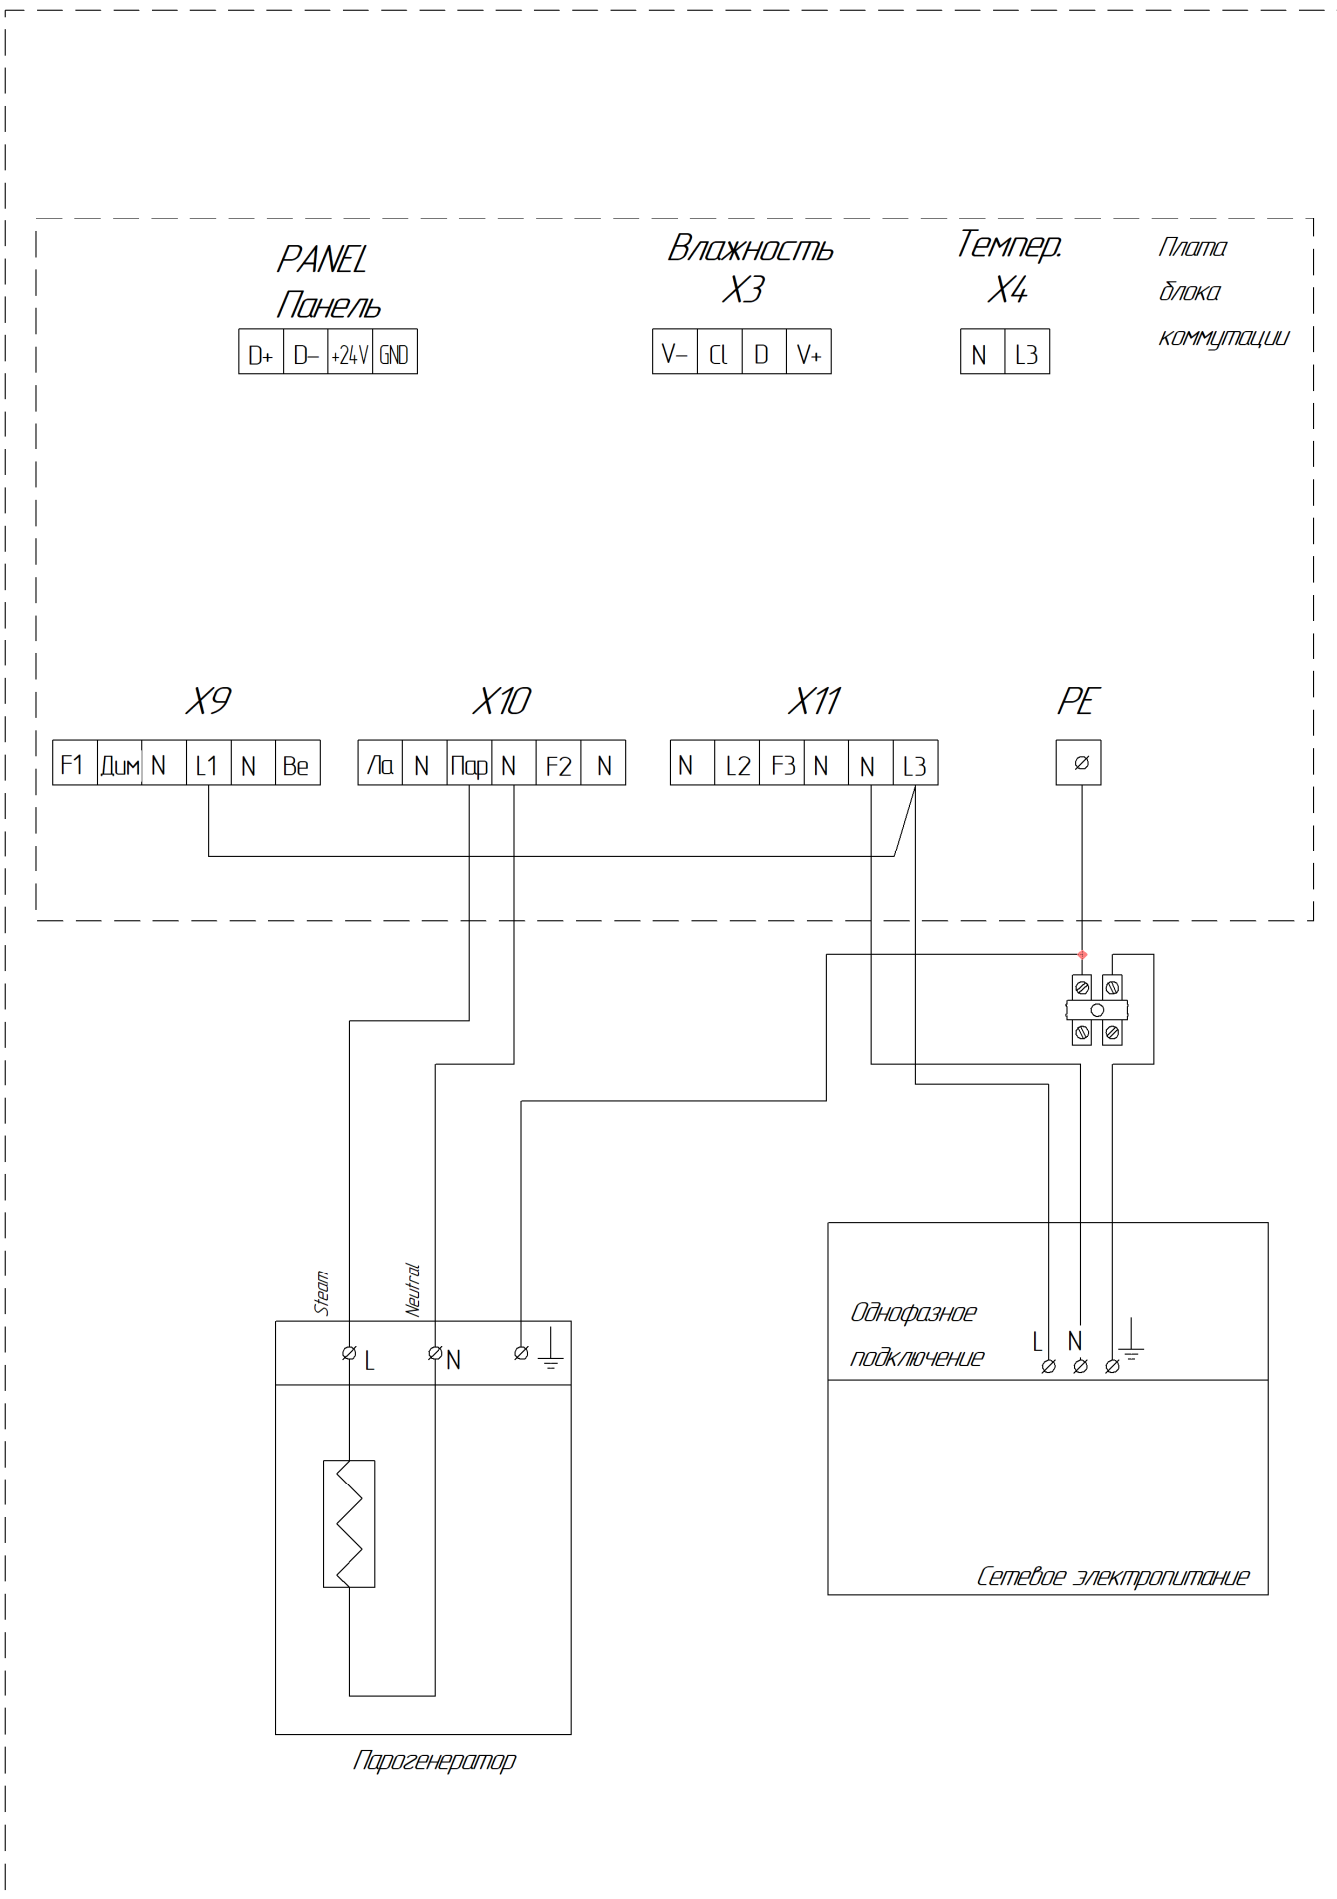 PANEL
Панель
D+ D- +24V GND
Влажность
X3
V- Cl D V+
Темпер.
X4
N L3
Плата
блока
коммутации
X9
F1 Дим N L1 N Ве
X10
Ла N Пар N F2 N
X11
N L2 F3 N N L3
PE
Steam
Neutral
L N
Парогенератор
Однофазное
подключение
L N
Сетевое электропитание